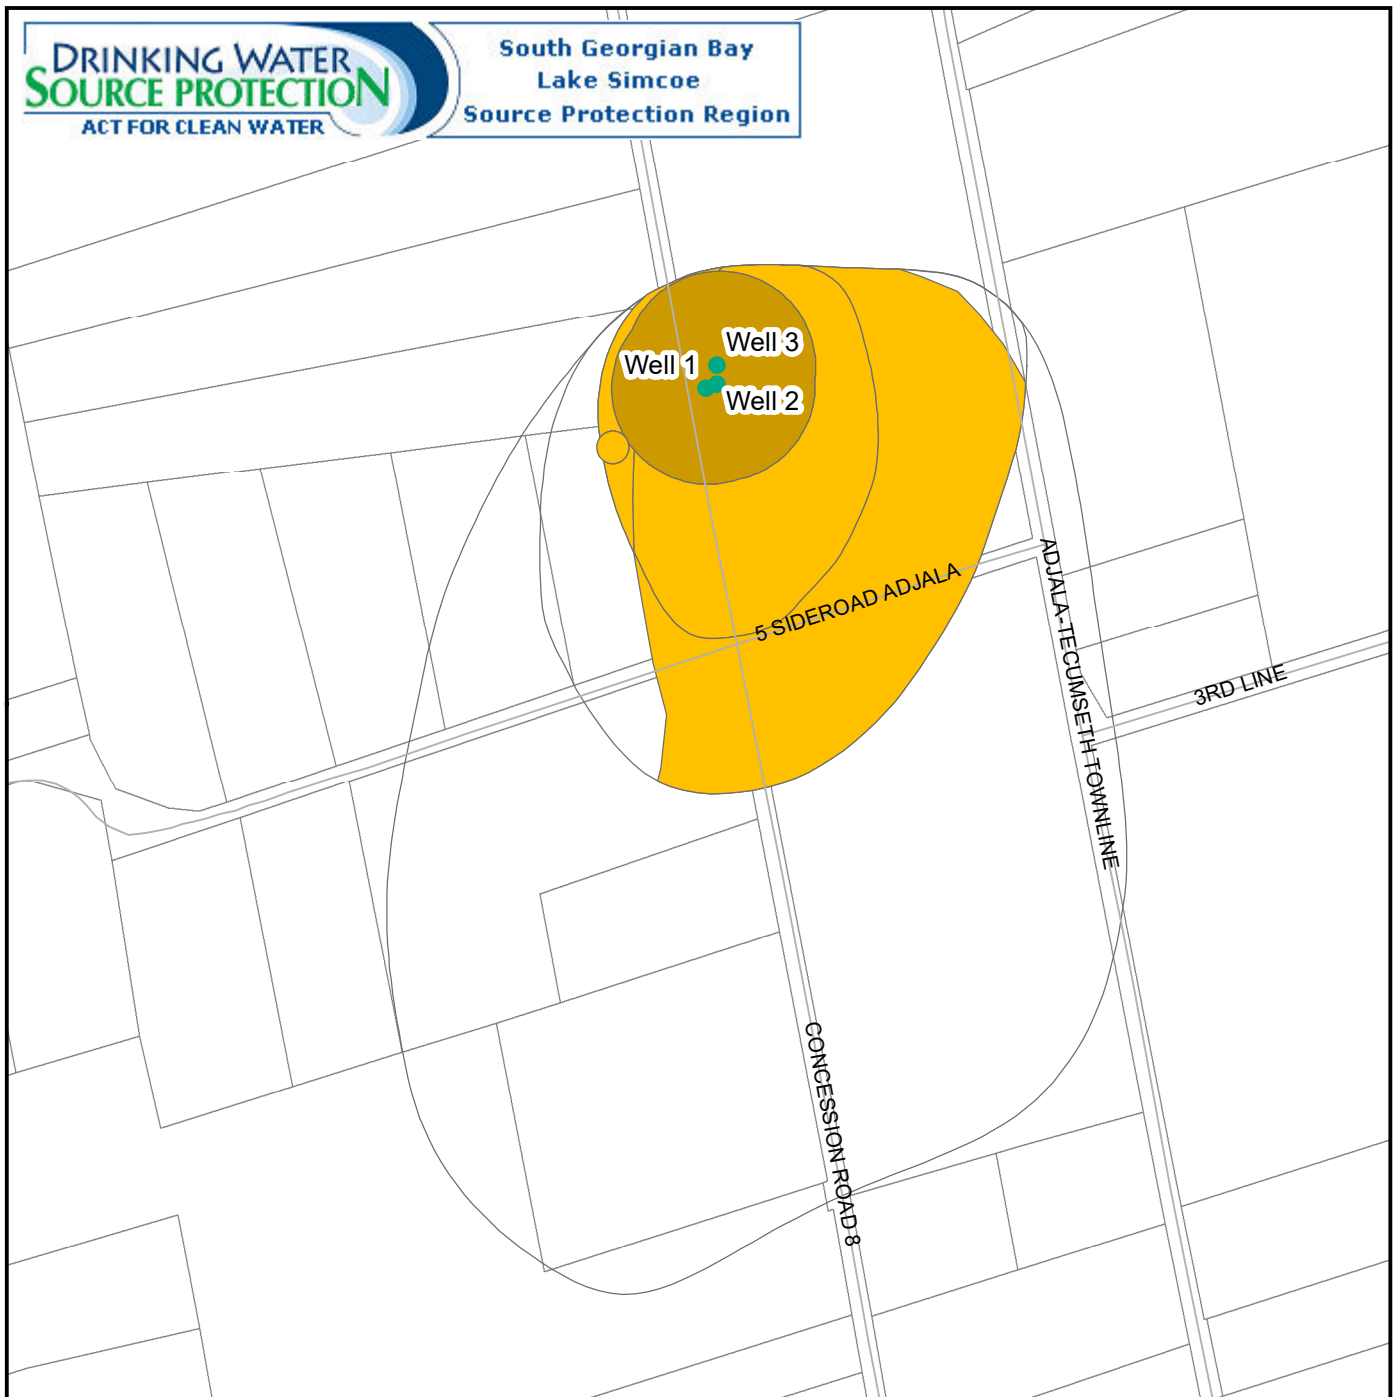 DRINKING WATER
SOURCE PROTECTION
ACT FOR CLEAN WATER
South Georgian Bay
Lake Simcoe
Source Protection Region
Well 3
Well 1
Well 2
5 SIDEROAD ADJALA
ADJALA-TECUMSETH TOWNLINE
3RD LINE
CONCESSION ROAD 8